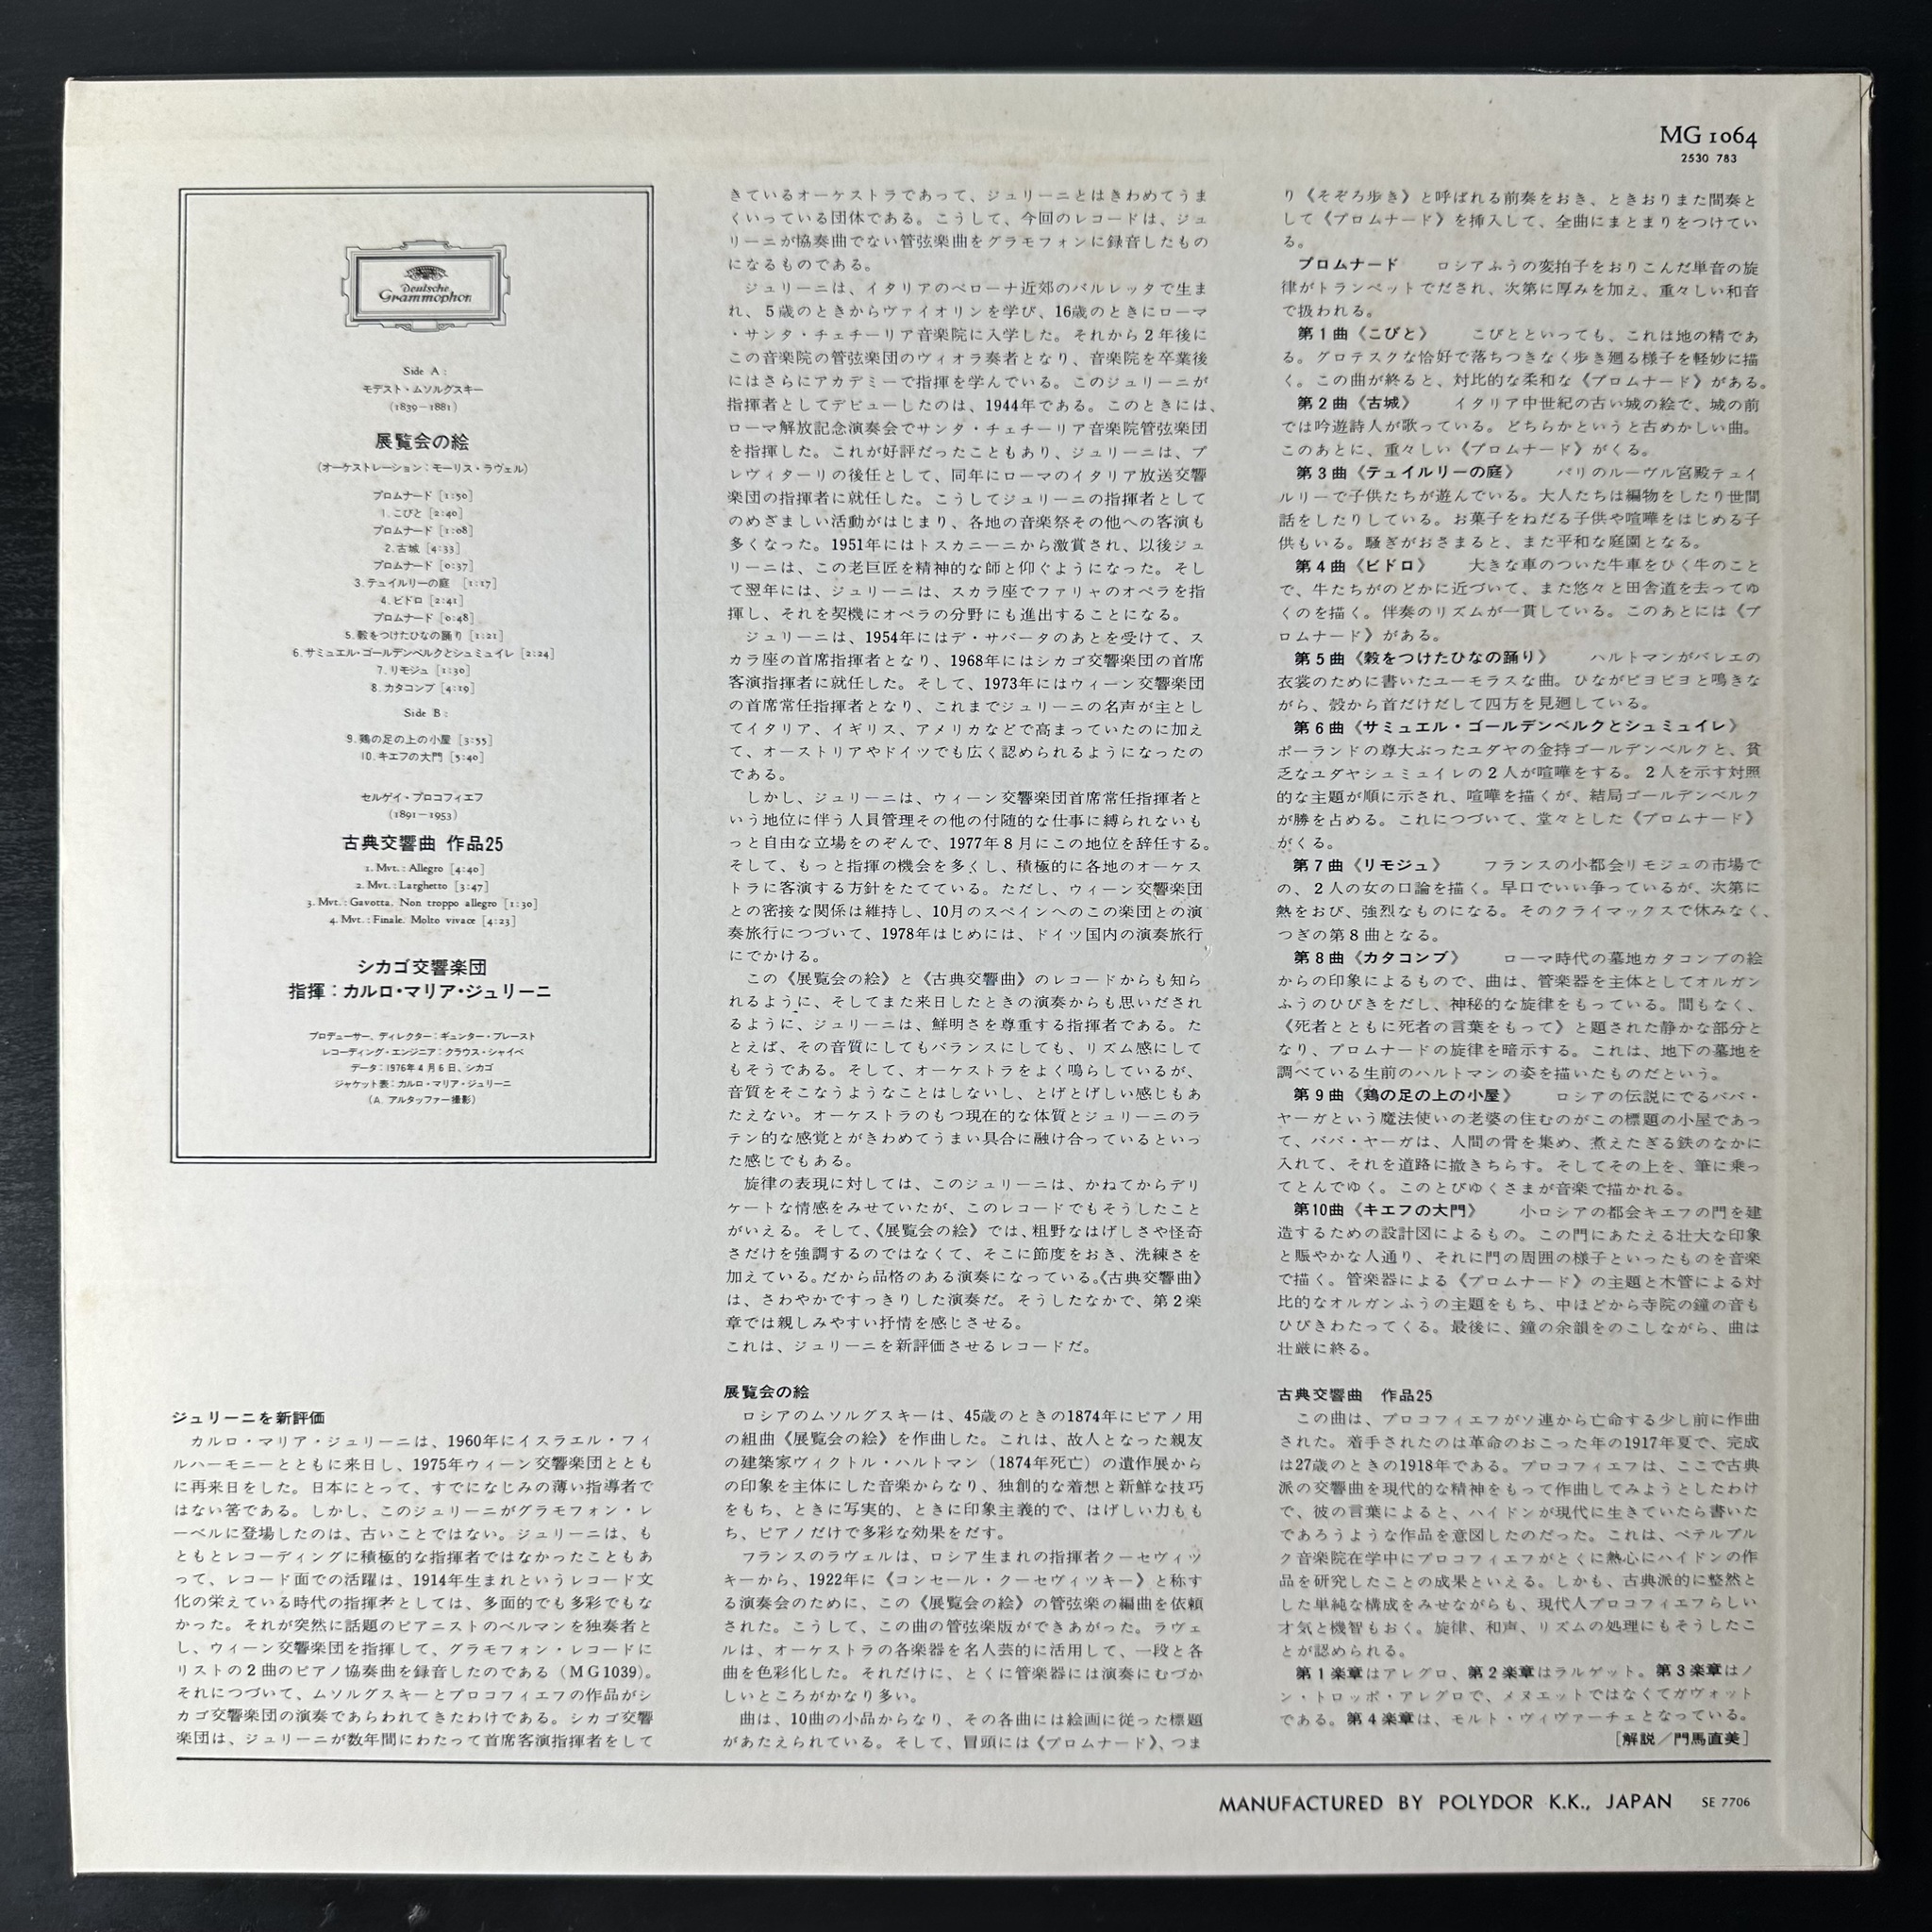 MG 1064
2530 783
Deutsche
Grammophon
Side A :
モデスト・ムソルグスキー
(1839−1881)
展覧会の絵
(オーケストレーション：モーリス・ラヴェル)
プロムナード [1:50]
1. こびと [2:40]
プロムナード [1:08]
2. 古城 [4:33]
プロムナード [0:37]
3. テュイルリーの庭 [1:17]
4. ビドロ [2:41]
プロムナード [0:48]
5. 殻をつけたひなの踊り [1:21]
6. サミュエル・ゴールデンベルクとシュミュイレ [2:24]
7. リモジュ [1:30]
8. カタコンブ [4:19]
Side B :
9. 鶏の足の上の小屋 [3:55]
10. キエフの大門 [5:40]
セルゲイ・プロコフィエフ
(1891−1953)
古典交響曲 作品25
1. Mvt. : Allegro [4:40]
2. Mvt. : Larghetto [3:47]
3. Mvt. : Gavotta. Non troppo allegro [1:30]
4. Mvt. : Finale. Molto vivace [4:23]
シカゴ交響楽団
指揮：カルロ・マリア・ジュリーニ
プロデューサー、ディレクター：ギュンター・ブレースト
レコーディング・エンジニア：クラウス・シャイベ
データ：1976年4月6日、シカゴ
ジャケット表：カルロ・マリア・ジュリーニ
(A. アルタッファー撮影)
ジュリーニを新評価
カルロ・マリア・ジュリーニは、1960年にイスラエル・フィ
ルハーモニーとともに来日し、1975年ウィーン交響楽団ととも
に再来日をした。日本にとって、すでになじみの薄い指導者で
はない筈である。しかし、このジュリーニがグラモフォン・レ
ーベルに登場したのは、古いことではない。ジュリーニは、も
ともとレコーディングに積極的な指揮者ではなかったこともあ
って、レコード面での活躍は、1914年生まれというレコード文
化の栄えている時代の指揮者としては、多面的でも多彩でもな
かった。それが突然に話題のピアニストのベルマンを独奏者と
し、ウィーン交響楽団を指揮して、グラモフォン・レコードに
リストの2曲のピアノ協奏曲を録音したのである（MG1039）。
それにつづいて、ムソルグスキーとプロコフィエフの作品がシ
カゴ交響楽団の演奏であらわれてきたわけである。シカゴ交響
楽団は、ジュリーニが数年間にわたって首席客演指揮者をして
きているオーケストラであって、ジュリーニとはきわめてうま
くいっている団体である。こうして、今回のレコードは、ジュ
リーニが協奏曲でない管弦楽曲をグラモフォンに録音したもの
になるものである。
ジュリーニは、イタリアのベローナ近郊のバルレッタで生ま
れ、5歳のときからヴァイオリンを学び、16歳のときにローマ
・サンタ・チェチーリア音楽院に入学した。それから2年後に
この音楽院の管弦楽団のヴィオラ奏者となり、音楽院を卒業後
にはさらにアカデミーで指揮を学んでいる。このジュリーニが
指揮者としてデビューしたのは、1944年である。このときには、
ローマ解放記念演奏会でサンタ・チェチーリア音楽院管弦楽団
を指揮した。これが好評だったこともあり、ジュリーニは、プ
レヴィターリの後任として、同年にローマのイタリア放送交響
楽団の指揮者に就任した。こうしてジュリーニの指揮者として
のめざましい活動がはじまり、各地の音楽祭その他への客演も
多くなった。1951年にはトスカニーニから激賞され、以後ジュ
リーニは、この老巨匠を精神的な師と仰ぐようになった。そし
て翌年には、ジュリーニは、スカラ座でファリャのオペラを指
揮し、それを契機にオペラの分野にも進出することになる。
ジュリーニは、1954年にはデ・サバータのあとを受けて、ス
カラ座の首席指揮者となり、1968年にはシカゴ交響楽団の首席
客演指揮者に就任した。そして、1973年にはウィーン交響楽団
の首席常任指揮者となり、これまでジュリーニの名声が主とし
てイタリア、イギリス、アメリカなどで高まっていたのに加え
て、オーストリアやドイツでも広く認められるようになったの
である。
しかし、ジュリーニは、ウィーン交響楽団首席常任指揮者と
いう地位に伴う人員管理その他の付随的な仕事に縛られないも
っと自由な立場をのぞんで、1977年8月にこの地位を辞任する。
そして、もっと指揮の機会を多くし、積極的に各地のオーケス
トラに客演する方針をたてている。ただし、ウィーン交響楽団
との密接な関係は維持し、10月のスペインへのこの楽団との演
奏旅行につづいて、1978年はじめには、ドイツ国内の演奏旅行
にでかける。
この《展覧会の絵》と《古典交響曲》のレコードからも知ら
れるように、そしてまた来日したときの演奏からも思いだされ
るように、ジュリーニは、鮮明さを尊重する指揮者である。た
とえば、その音質にしてもバランスにしても、リズム感にして
もそうである。そして、オーケストラをよく鳴らしているが、
音質をそこなうようなことはしないし、とげとげしい感じもあ
たえない。オーケストラのもつ現在的な体質とジュリーニのラ
テン的な感覚とがきわめてうまい具合に融け合っているといっ
た感じでもある。
旋律の表現に対しては、このジュリーニは、かねてからデリ
ケートな情感をみせていたが、このレコードでもそうしたこと
がいえる。そして、《展覧会の絵》では、粗野なはげしさや怪奇
さだけを強調するのではなくて、そこに節度をおき、洗練さを
加えている。だから品格のある演奏になっている。《古典交響曲》
は、さわやかですっきりした演奏だ。そうしたなかで、第2楽
章では親しみやすい抒情を感じさせる。
これは、ジュリーニを新評価させるレコードだ。
展覧会の絵
ロシアのムソルグスキーは、45歳のときの1874年にピアノ用
の組曲《展覧会の絵》を作曲した。これは、故人となった親友
の建築家ヴィクトル・ハルトマン（1874年死亡）の遺作展から
の印象を主体にした音楽からなり、独創的な着想と新鮮な技巧
をもち、ときに写実的、ときに印象主義的で、はげしい力もも
ち、ピアノだけで多彩な効果をだす。
フランスのラヴェルは、ロシア生まれの指揮者クーセヴィツ
キーから、1922年に《コンセール・クーセヴィツキー》と称す
る演奏会のために、この《展覧会の絵》の管弦楽の編曲を依頼
された。こうして、この曲の管弦楽版ができあがった。ラヴェ
ルは、オーケストラの各楽器を名人芸的に活用して、一段と各
曲を色彩化した。それだけに、とくに管楽器には演奏にむづか
しいところがかなり多い。
曲は、10曲の小品からなり、その各曲には絵画に従った標題
があたえられている。そして、冒頭には《プロムナード》、つま
り《そぞろ歩き》と呼ばれる前奏をおき、ときおりまた間奏と
して《プロムナード》を挿入して、全曲にまとまりをつけてい
る。
プロムナード　ロシアふうの変拍子をおりこんだ単音の旋
律がトランペットでだされ、次第に厚みを加え、重々しい和音
で扱われる。
第1曲《こびと》　こびとといっても、これは地の精であ
る。グロテスクな恰好で落ちつきなく歩き廻る様子を軽妙に描
く。この曲が終ると、対比的な柔和な《プロムナード》がある。
第2曲《古城》　イタリア中世紀の古い城の絵で、城の前
では吟遊詩人が歌っている。どちらかというと古めかしい曲。
このあとに、重々しい《プロムナード》がくる。
第3曲《テュイルリーの庭》　パリのルーヴル宮殿テュイ
ルリーで子供たちが遊んでいる。大人たちは編物をしたり世間
話をしたりしている。お菓子をねだる子供や喧嘩をはじめる子
供もいる。騒ぎがおさまると、また平和な庭園となる。
第4曲《ビドロ》　大きな車のついた牛車をひく牛のこと
で、牛たちがのどかに近づいて、また悠々と田舎道を去ってゆ
くのを描く。伴奏のリズムが一貫している。このあとには《プ
ロムナード》がある。
第5曲《殻をつけたひなの踊り》　ハルトマンがバレエの
衣裳のために書いたユーモラスな曲。ひながピヨピヨと鳴きな
がら、殻から首だけだして四方を見廻している。
第6曲《サミュエル・ゴールデンベルクとシュミュイレ》
ポーランドの尊大ぶったユダヤの金持ゴールデンベルクと、貧
乏なユダヤシュミュイレの2人が喧嘩をする。2人を示す対照
的な主題が順に示され、喧嘩を描くが、結局ゴールデンベルク
が勝を占める。これにつづいて、堂々とした《プロムナード》
がくる。
第7曲《リモジュ》　フランスの小都会リモジュの市場で
の、2人の女の口論を描く。早口でいい争っているが、次第に
熱をおび、強烈なものになる。そのクライマックスで休みなく、
つぎの第8曲となる。
第8曲《カタコンブ》　ローマ時代の墓地カタコンブの絵
からの印象によるもので、曲は、管楽器を主体としてオルガン
ふうのひびきをだし、神秘的な旋律をもっている。間もなく、
《死者とともに死者の言葉をもって》と題された静かな部分と
なり、プロムナードの旋律を暗示する。これは、地下の墓地を
調べている生前のハルトマンの姿を描いたものだという。
第9曲《鶏の足の上の小屋》　ロシアの伝説にでるババ・
ヤーガという魔法使いの老婆の住むのがこの標題の小屋であっ
て、ババ・ヤーガは、人間の骨を集め、煮えたぎる鉄のなかに
入れて、それを道路に撤きちらす。そしてその上を、箒に乗っ
てとんでゆく。このとびゆくさまが音楽で描かれる。
第10曲《キエフの大門》　小ロシアの都会キエフの門を建
造するための設計図によるもの。この門にあたえる壮大な印象
と賑やかな人通り、それに門の周囲の様子といったものを音楽
で描く。管楽器による《プロムナード》の主題と木管による対
比的なオルガンふうの主題をもち、中ほどから寺院の鐘の音も
ひびきわたってくる。最後に、鐘の余韻をのこしながら、曲は
壮厳に終る。
古典交響曲　作品25
この曲は、プロコフィエフがソ連から亡命する少し前に作曲
された。着手されたのは革命のおこった年の1917年夏で、完成
は27歳のときの1918年である。プロコフィエフは、ここで古典
派の交響曲を現代的な精神をもって作曲してみようとしたわけ
で、彼の言葉によると、ハイドンが現代に生きていたら書いた
であろうような作品を意図したのだった。これは、ペテルブル
ク音楽院在学中にプロコフィエフがとくに熱心にハイドンの作
品を研究したことの成果といえる。しかも、古典派的に整然と
した単純な構成をみせながらも、現代人プロコフィエフらしい
才気と機智もおく。旋律、和声、リズムの処理にもそうしたこ
とが認められる。
第1楽章はアレグロ、第2楽章はラルゲット。第3楽章はノ
ン・トロッポ・アレグロで、メヌエットではなくてガヴォット
である。第4楽章は、モルト・ヴィヴァーチェとなっている。
［解説／門馬直美］
MANUFACTURED BY POLYDOR K.K., JAPAN SE 7706